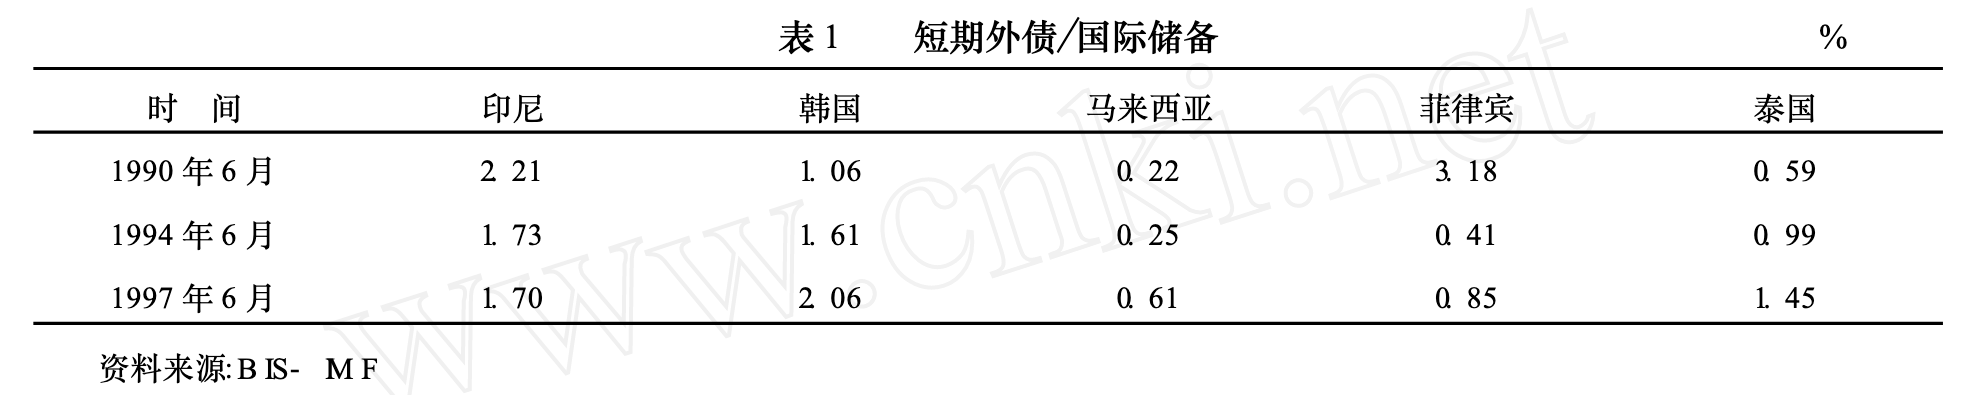 表 1 短期外债/国际储备 %
时 间 印尼 韩国 马来西亚 菲律宾 泰国
1990 年 6 月 2. 21 1. 06 0. 22 3. 18 0. 59
1994 年 6 月 1. 73 1. 61 0. 25 0. 41 0. 99
1997 年 6 月 1. 70 2. 06 0. 61 0. 85 1. 45
资料来源: B IS- M F
www.cnki.net